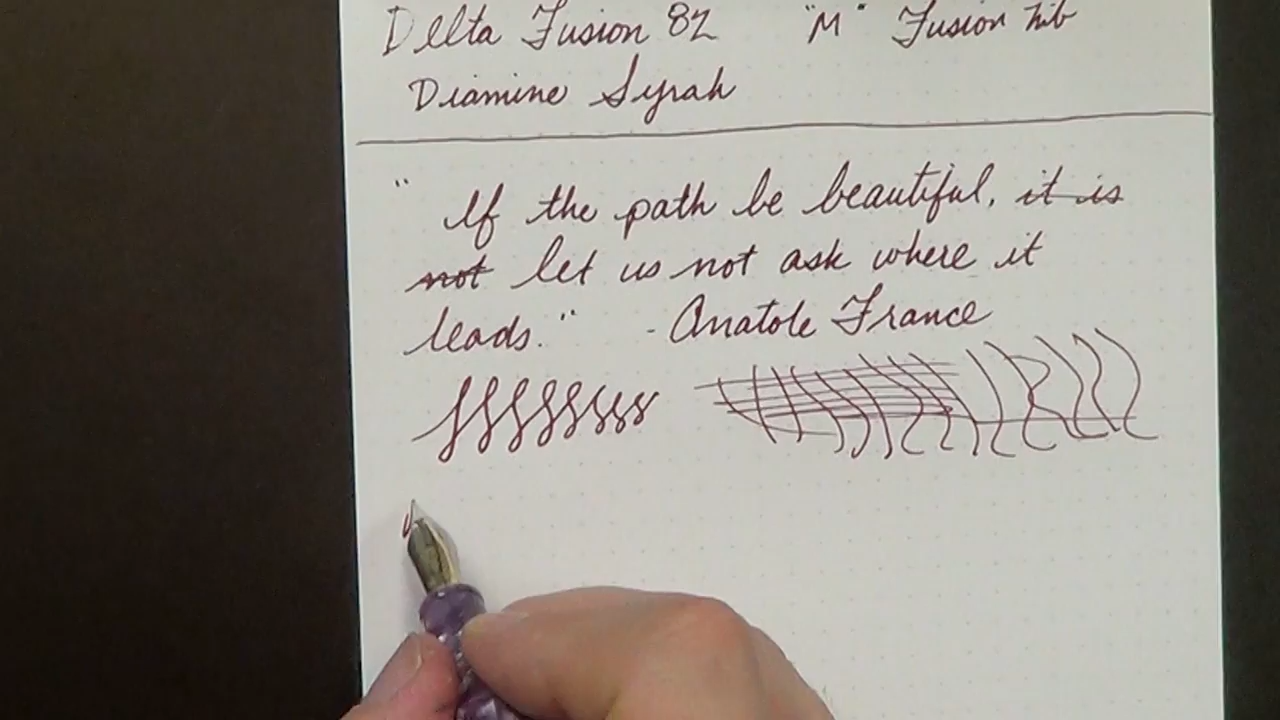 Delta Fusion 82 "M" Fusion nib
Diamine Syrah
"If the path be beautiful, it is
not let us not ask where it
leads." - Anatole France